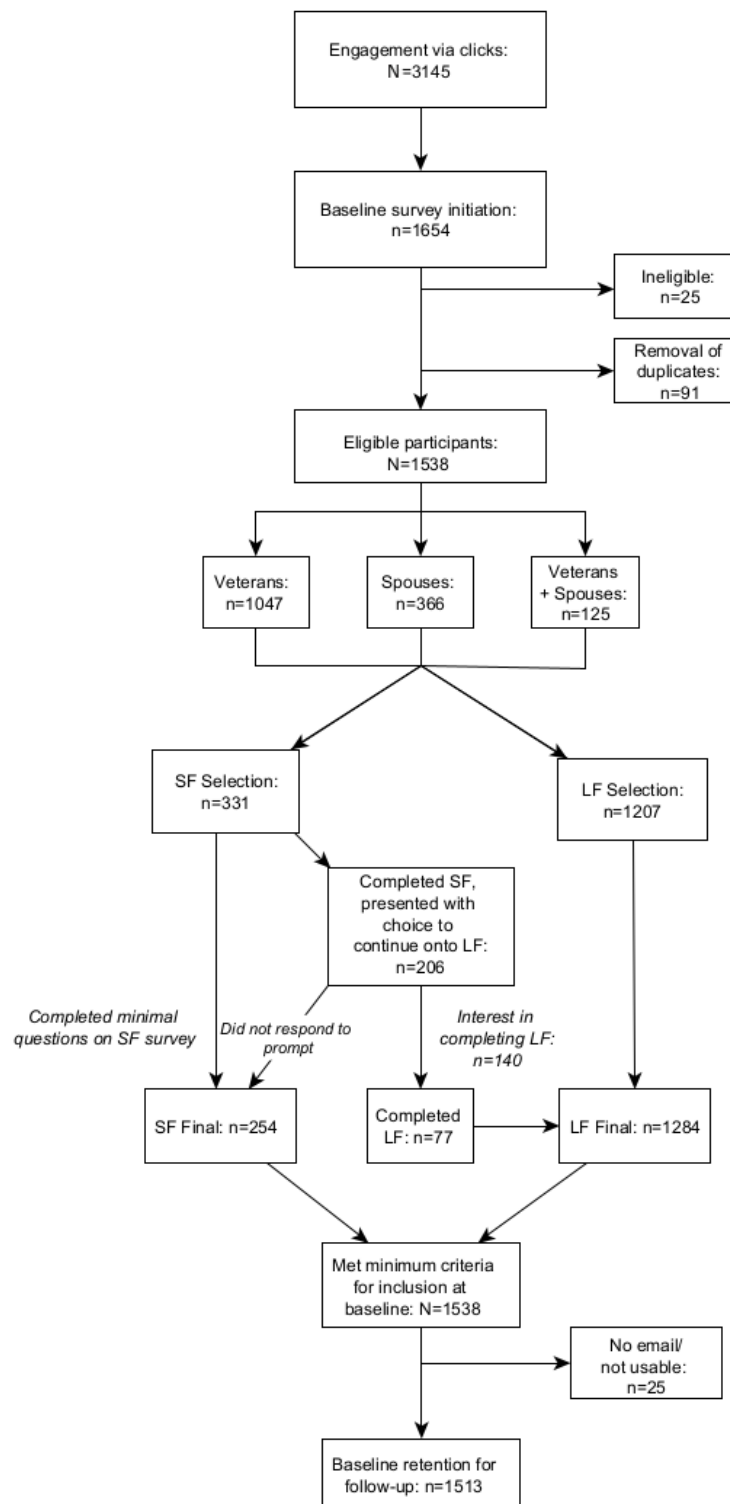 Engagement via clicks:
N=3145
Baseline survey initiation:
n=1654
Ineligible:
n=25
Removal of
duplicates:
n=91
Eligible participants:
N=1538
Veterans:
n=1047
Spouses:
n=366
Veterans
+ Spouses:
n=125
SF Selection:
n=331
LF Selection:
n=1207
Completed SF,
presented with
choice to
continue onto LF:
n=206
Completed minimal
questions on SF survey
Did not respond to
prompt
Interest in
completing LF:
n=140
SF Final: n=254
Completed
LF: n=77
LF Final: n=1284
Met minimum criteria
for inclusion at
baseline: N=1538
No email/
not usable:
n=25
Baseline retention for
follow-up: n=1513